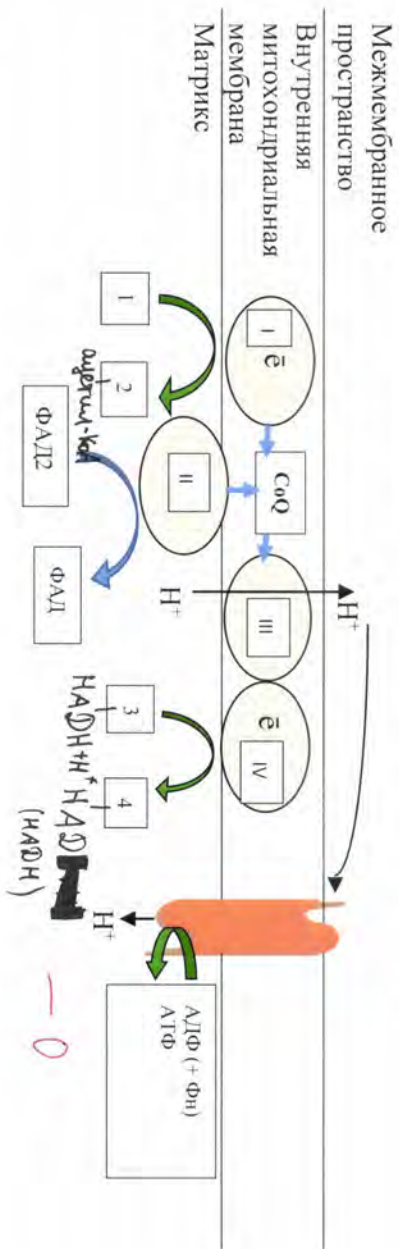 Межмембранное
пространство
Внутренняя
митохондриальная
мембрана
Матрикс
I
ē
CoQ
II
III
ē
IV
H⁺
H⁺
1
2
ацетил-КоА
ФАД2
ФАД
3
4
НАДН+Н⁺
НАД
(НАДН)
H⁺
АДФ (+ Фн)
АТФ
– 0